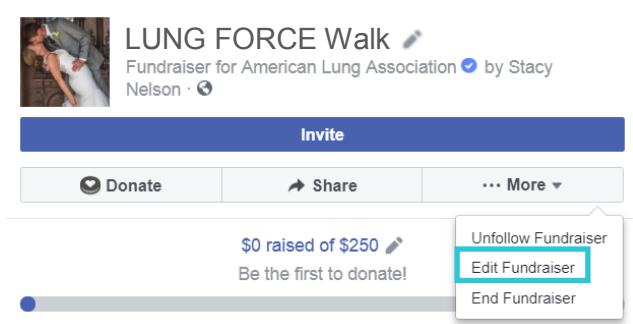 LUNG FORCE Walk
Fundraiser for American Lung Association by Stacy
Nelson ·
Invite
Donate Share ··· More
$0 raised of $250
Be the first to donate!
Unfollow Fundraiser
Edit Fundraiser
End Fundraiser